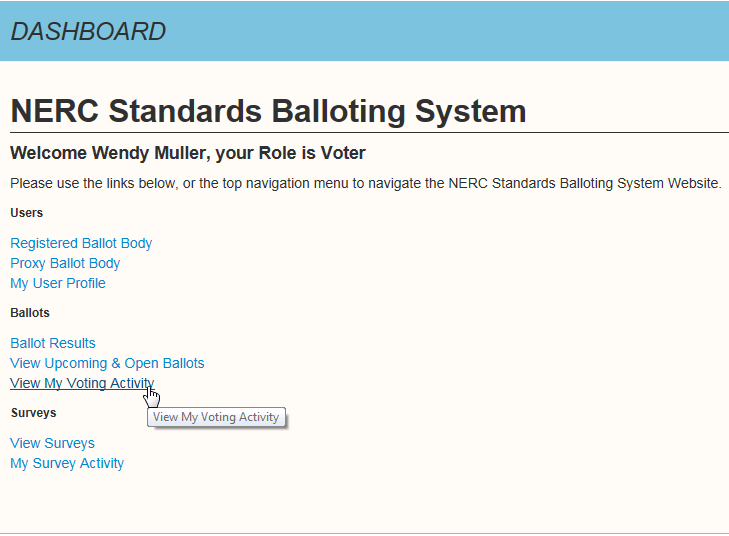 DASHBOARD
NERC Standards Balloting System
Welcome Wendy Muller, your Role is Voter
Please use the links below, or the top navigation menu to navigate the NERC Standards Balloting System Website.
Users
Registered Ballot Body
Proxy Ballot Body
My User Profile
Ballots
Ballot Results
View Upcoming & Open Ballots
View My Voting Activity
View My Voting Activity
Surveys
View Surveys
My Survey Activity